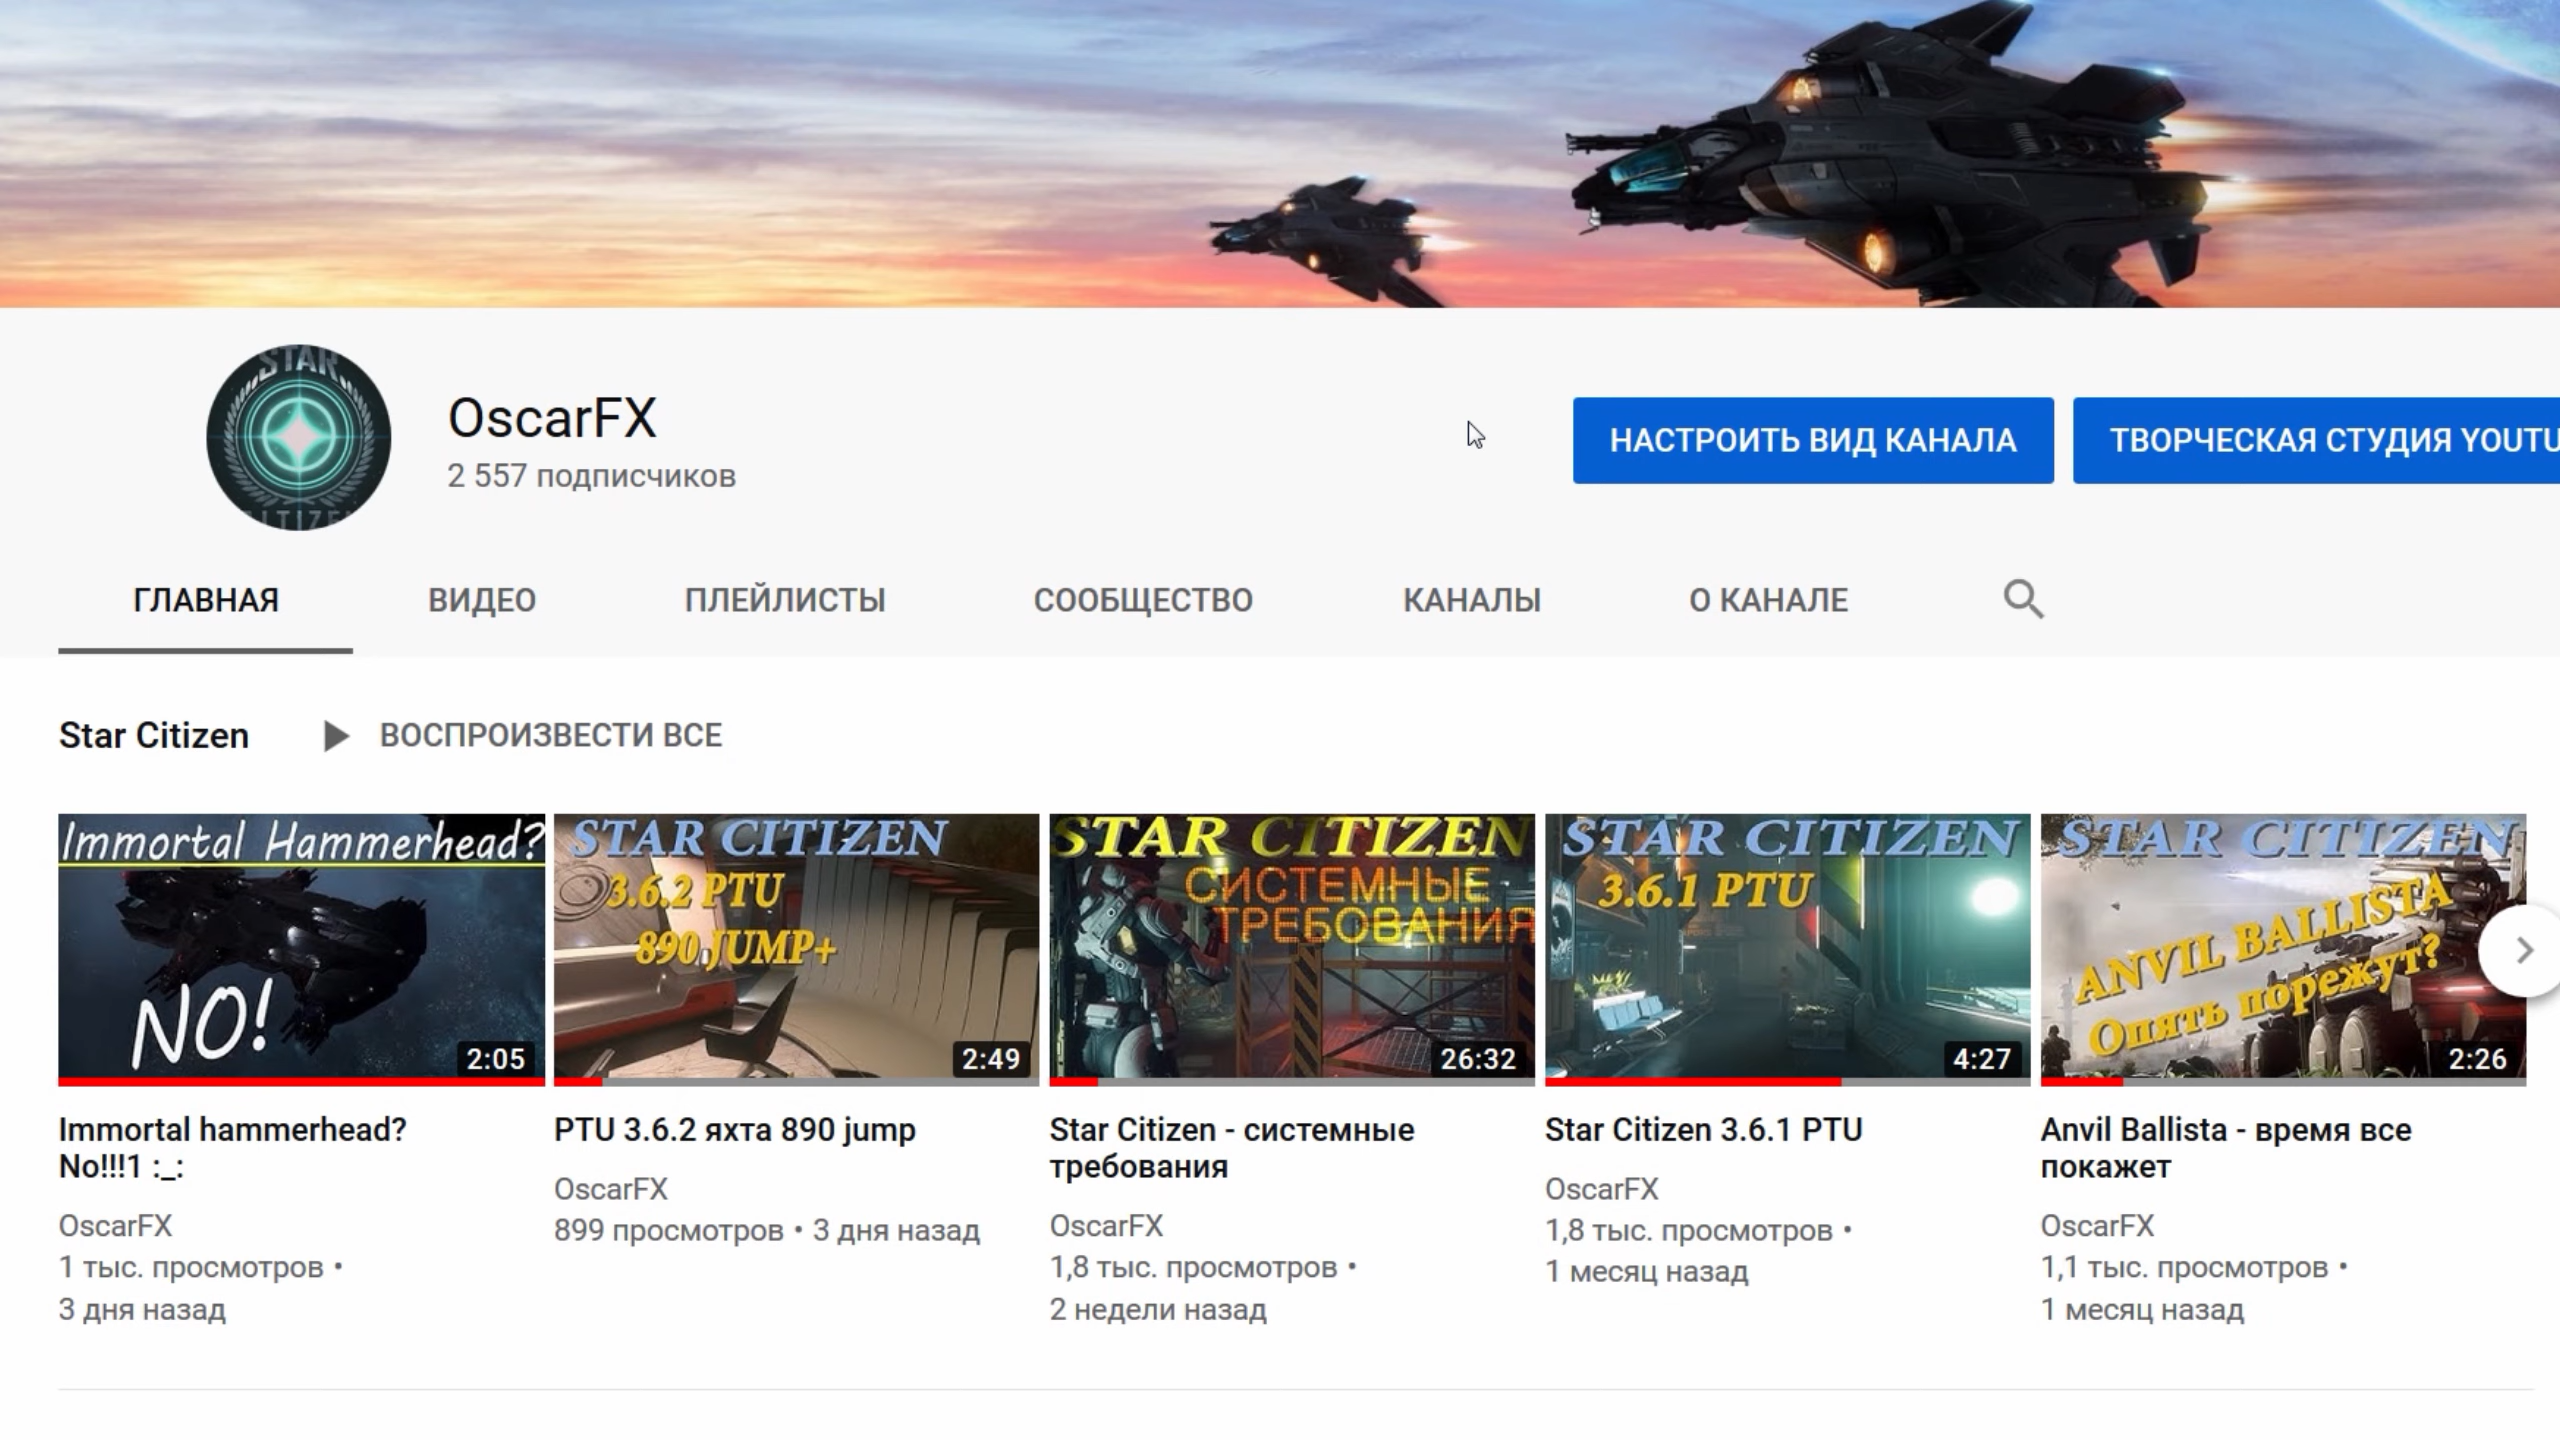 STAR
CITIZEN
OscarFX
2 557 подписчиков
НАСТРОИТЬ ВИД КАНАЛА
ТВОРЧЕСКАЯ СТУДИЯ YOUTU
ГЛАВНАЯ
ВИДЕО
ПЛЕЙЛИСТЫ
СООБЩЕСТВО
КАНАЛЫ
О КАНАЛЕ
Star Citizen
ВОСПРОИЗВЕСТИ ВСЕ
Immortal Hammerhead?
NO!
2:05
STAR CITIZEN
3.6.2 PTU
890 JUMP+
2:49
STAR CITIZEN
СИСТЕМНЫЕ
ТРЕБОВАНИЯ
26:32
STAR CITIZEN
3.6.1 PTU
4:27
STAR CITIZEN
ANVIL BALLISTA
Опять порежут?
2:26
Immortal hammerhead?
No!!!1 :_:
OscarFX
1 тыс. просмотров •
3 дня назад
PTU 3.6.2 яхта 890 jump
OscarFX
899 просмотров • 3 дня назад
Star Citizen - системные
требования
OscarFX
1,8 тыс. просмотров •
2 недели назад
Star Citizen 3.6.1 PTU
OscarFX
1,8 тыс. просмотров •
1 месяц назад
Anvil Ballista - время все
покажет
OscarFX
1,1 тыс. просмотров •
1 месяц назад